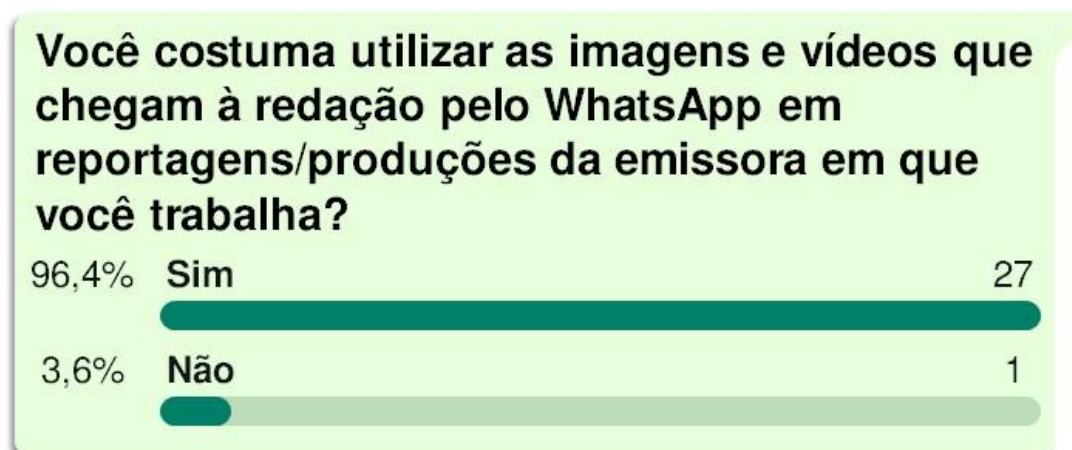 Você costuma utilizar as imagens e vídeos que
chegam à redação pelo WhatsApp em
reportagens/produções da emissora em que
você trabalha?
96,4% Sim 27
3,6% Não 1